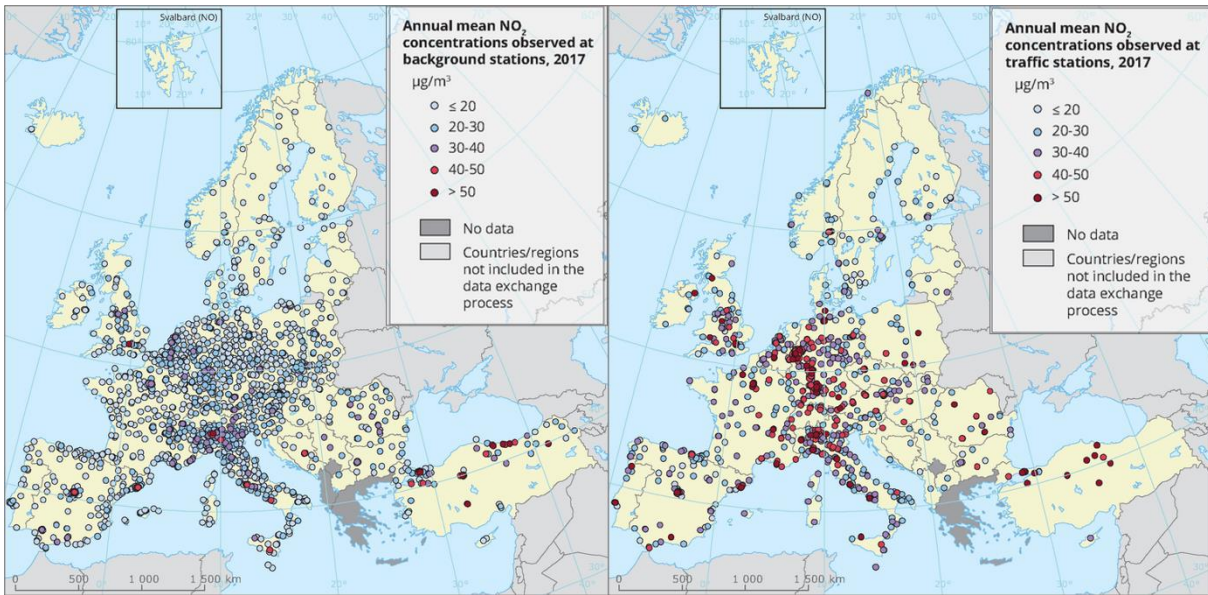 Svalbard (NO)
Annual mean NO₂
concentrations observed at
background stations, 2017
µg/m³
≤ 20
20-30
30-40
40-50
> 50
No data
Countries/regions
not included in the
data exchange
process
0 500 1 000 1 500 km
Svalbard (NO)
Annual mean NO₂
concentrations observed at
traffic stations, 2017
µg/m³
≤ 20
20-30
30-40
40-50
> 50
No data
Countries/regions
not included in the
data exchange
process
0 500 1 000 1 500 km